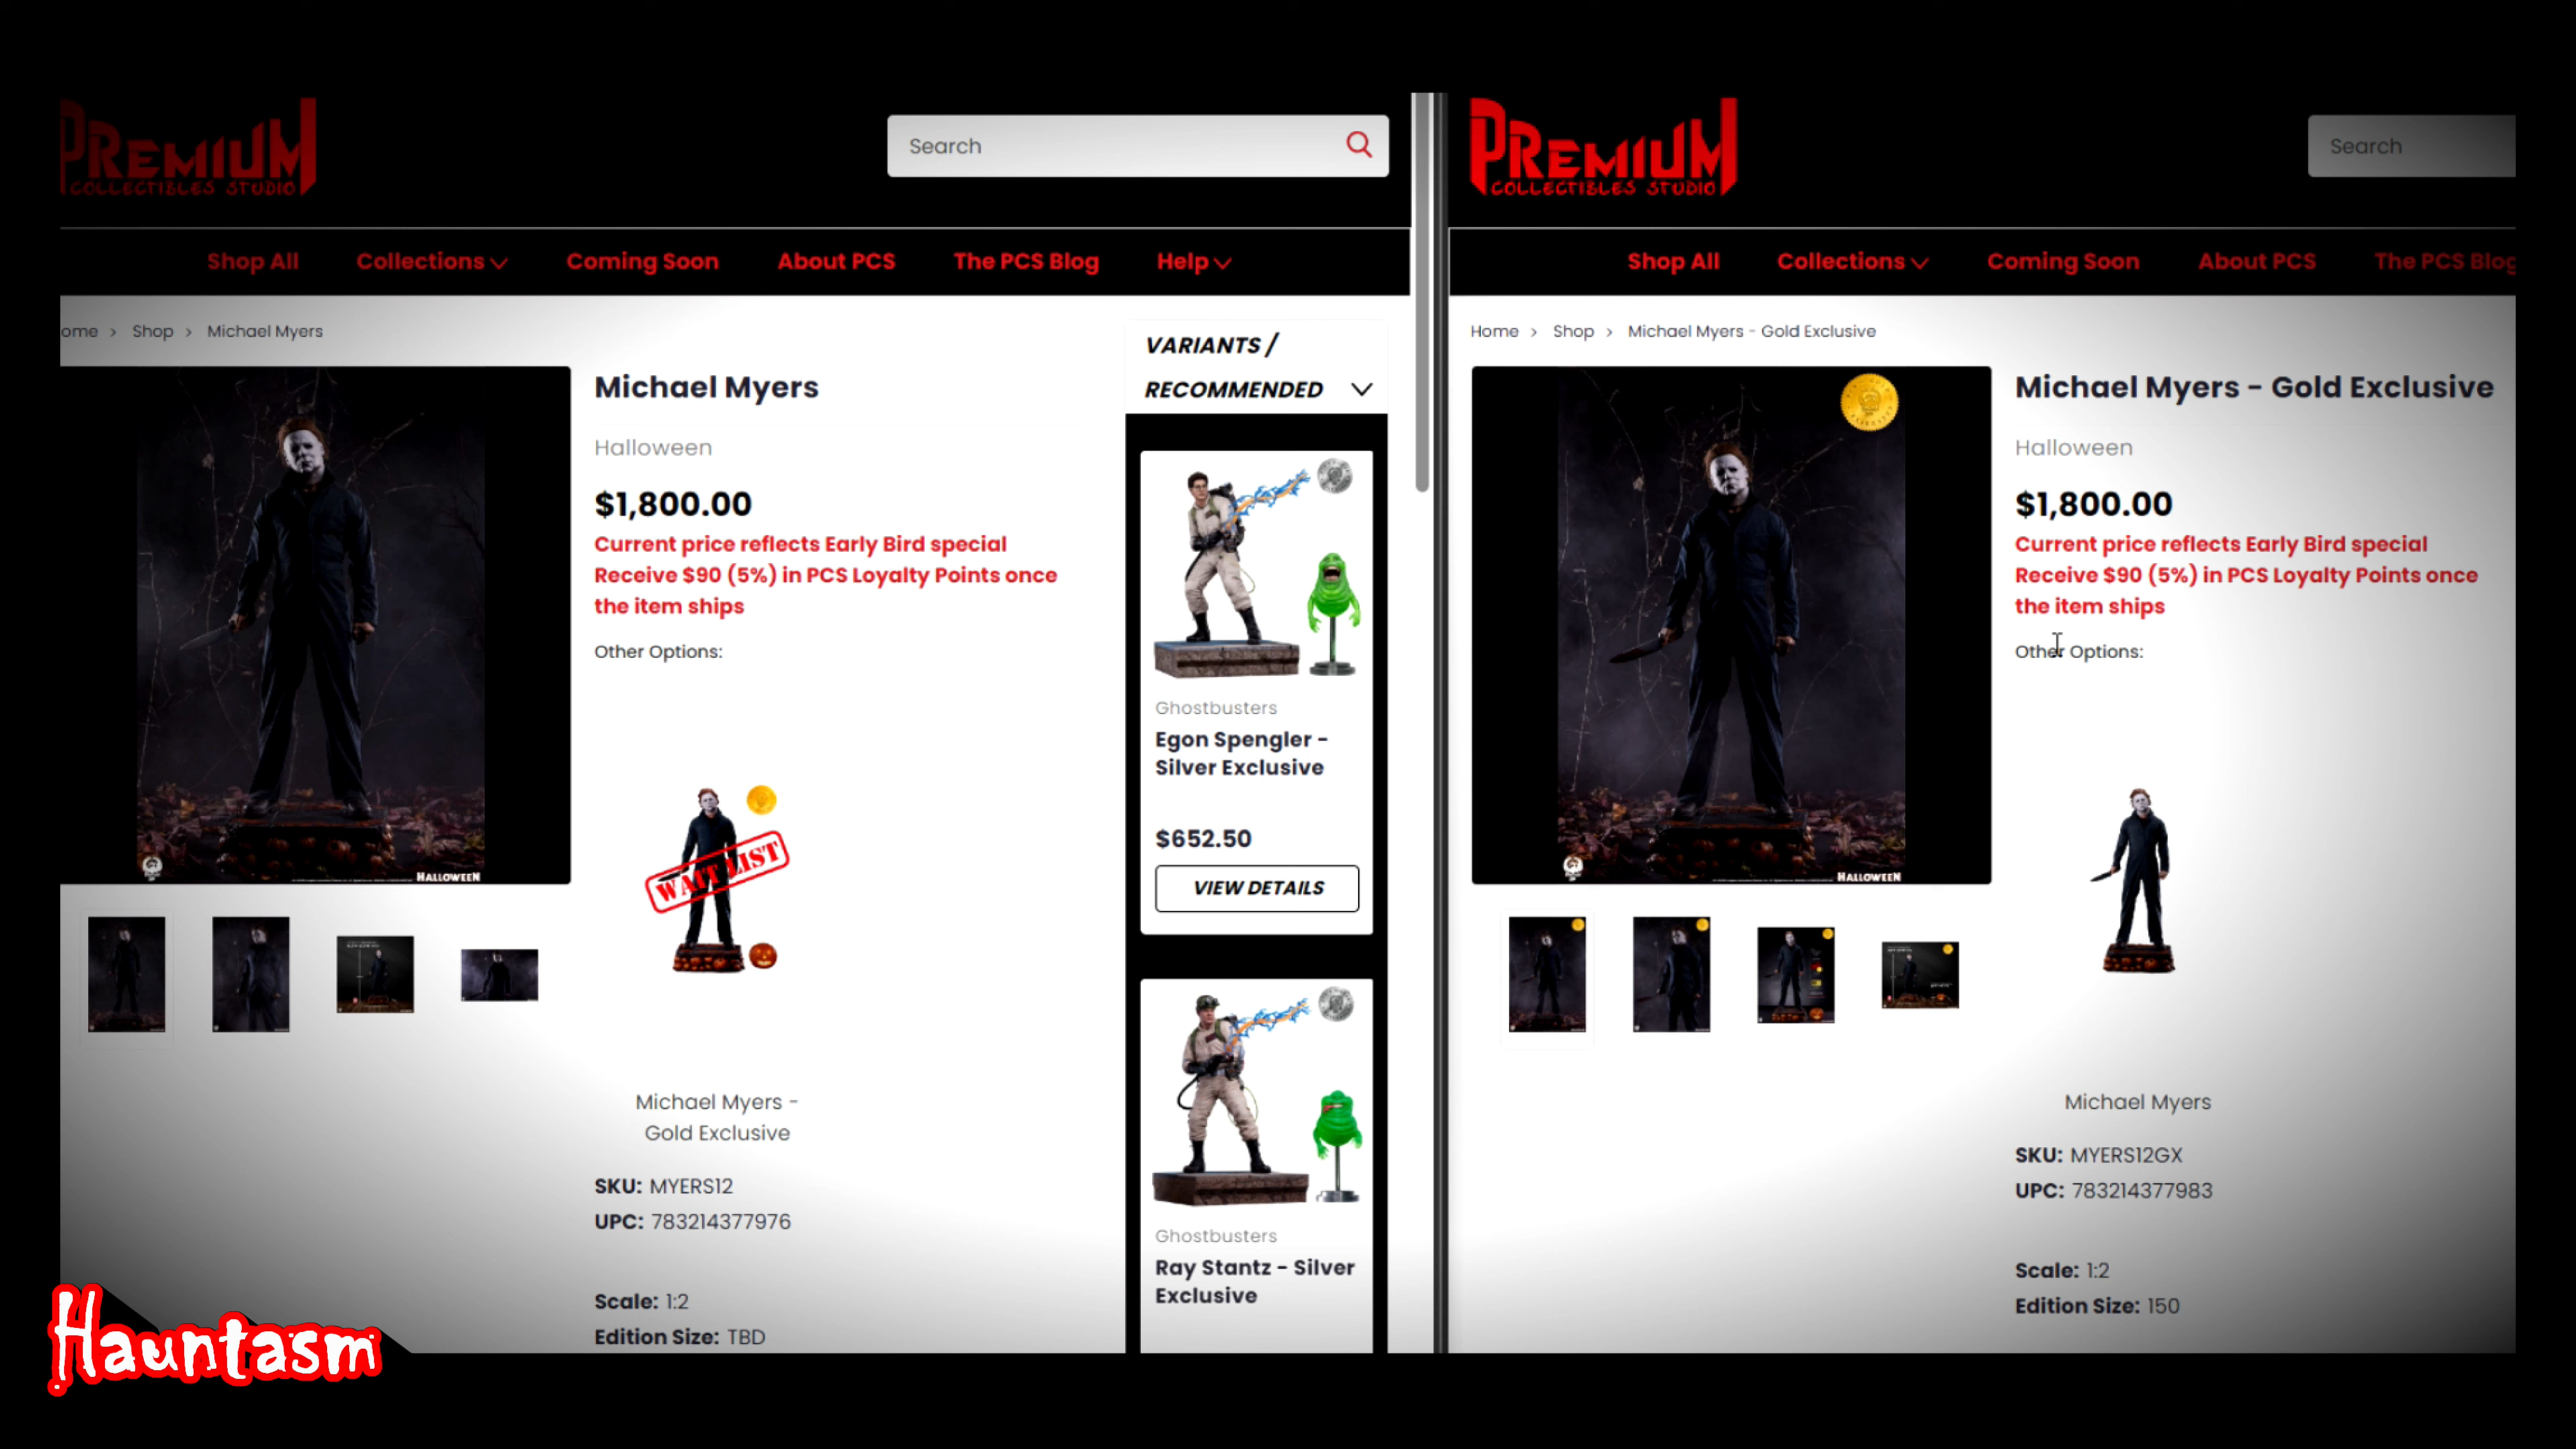 PREMIUM
COLLECTIBLES STUDIO
Search
Shop All
Collections
Coming Soon
About PCS
The PCS Blog
Help
ome > Shop > Michael Myers
Michael Myers
Halloween
$1,800.00
Current price reflects Early Bird special
Receive $90 (5%) in PCS Loyalty Points once
the item ships
Other Options:
HALLOWEEN
WAIT LIST
Michael Myers -
Gold Exclusive
SKU: MYERS12
UPC: 783214377976
Scale: 1:2
Edition Size: TBD
VARIANTS /
RECOMMENDED
Ghostbusters
Egon Spengler -
Silver Exclusive
$652.50
VIEW DETAILS
Ghostbusters
Ray Stantz - Silver
Exclusive
PREMIUM
COLLECTIBLES STUDIO
Search
Shop All
Collections
Coming Soon
About PCS
The PCS Blog
Home > Shop > Michael Myers - Gold Exclusive
Michael Myers - Gold Exclusive
Halloween
$1,800.00
Current price reflects Early Bird special
Receive $90 (5%) in PCS Loyalty Points once
the item ships
Other Options:
HALLOWEEN
Michael Myers
SKU: MYERS12GX
UPC: 783214377983
Scale: 1:2
Edition Size: 150
Hauntasm